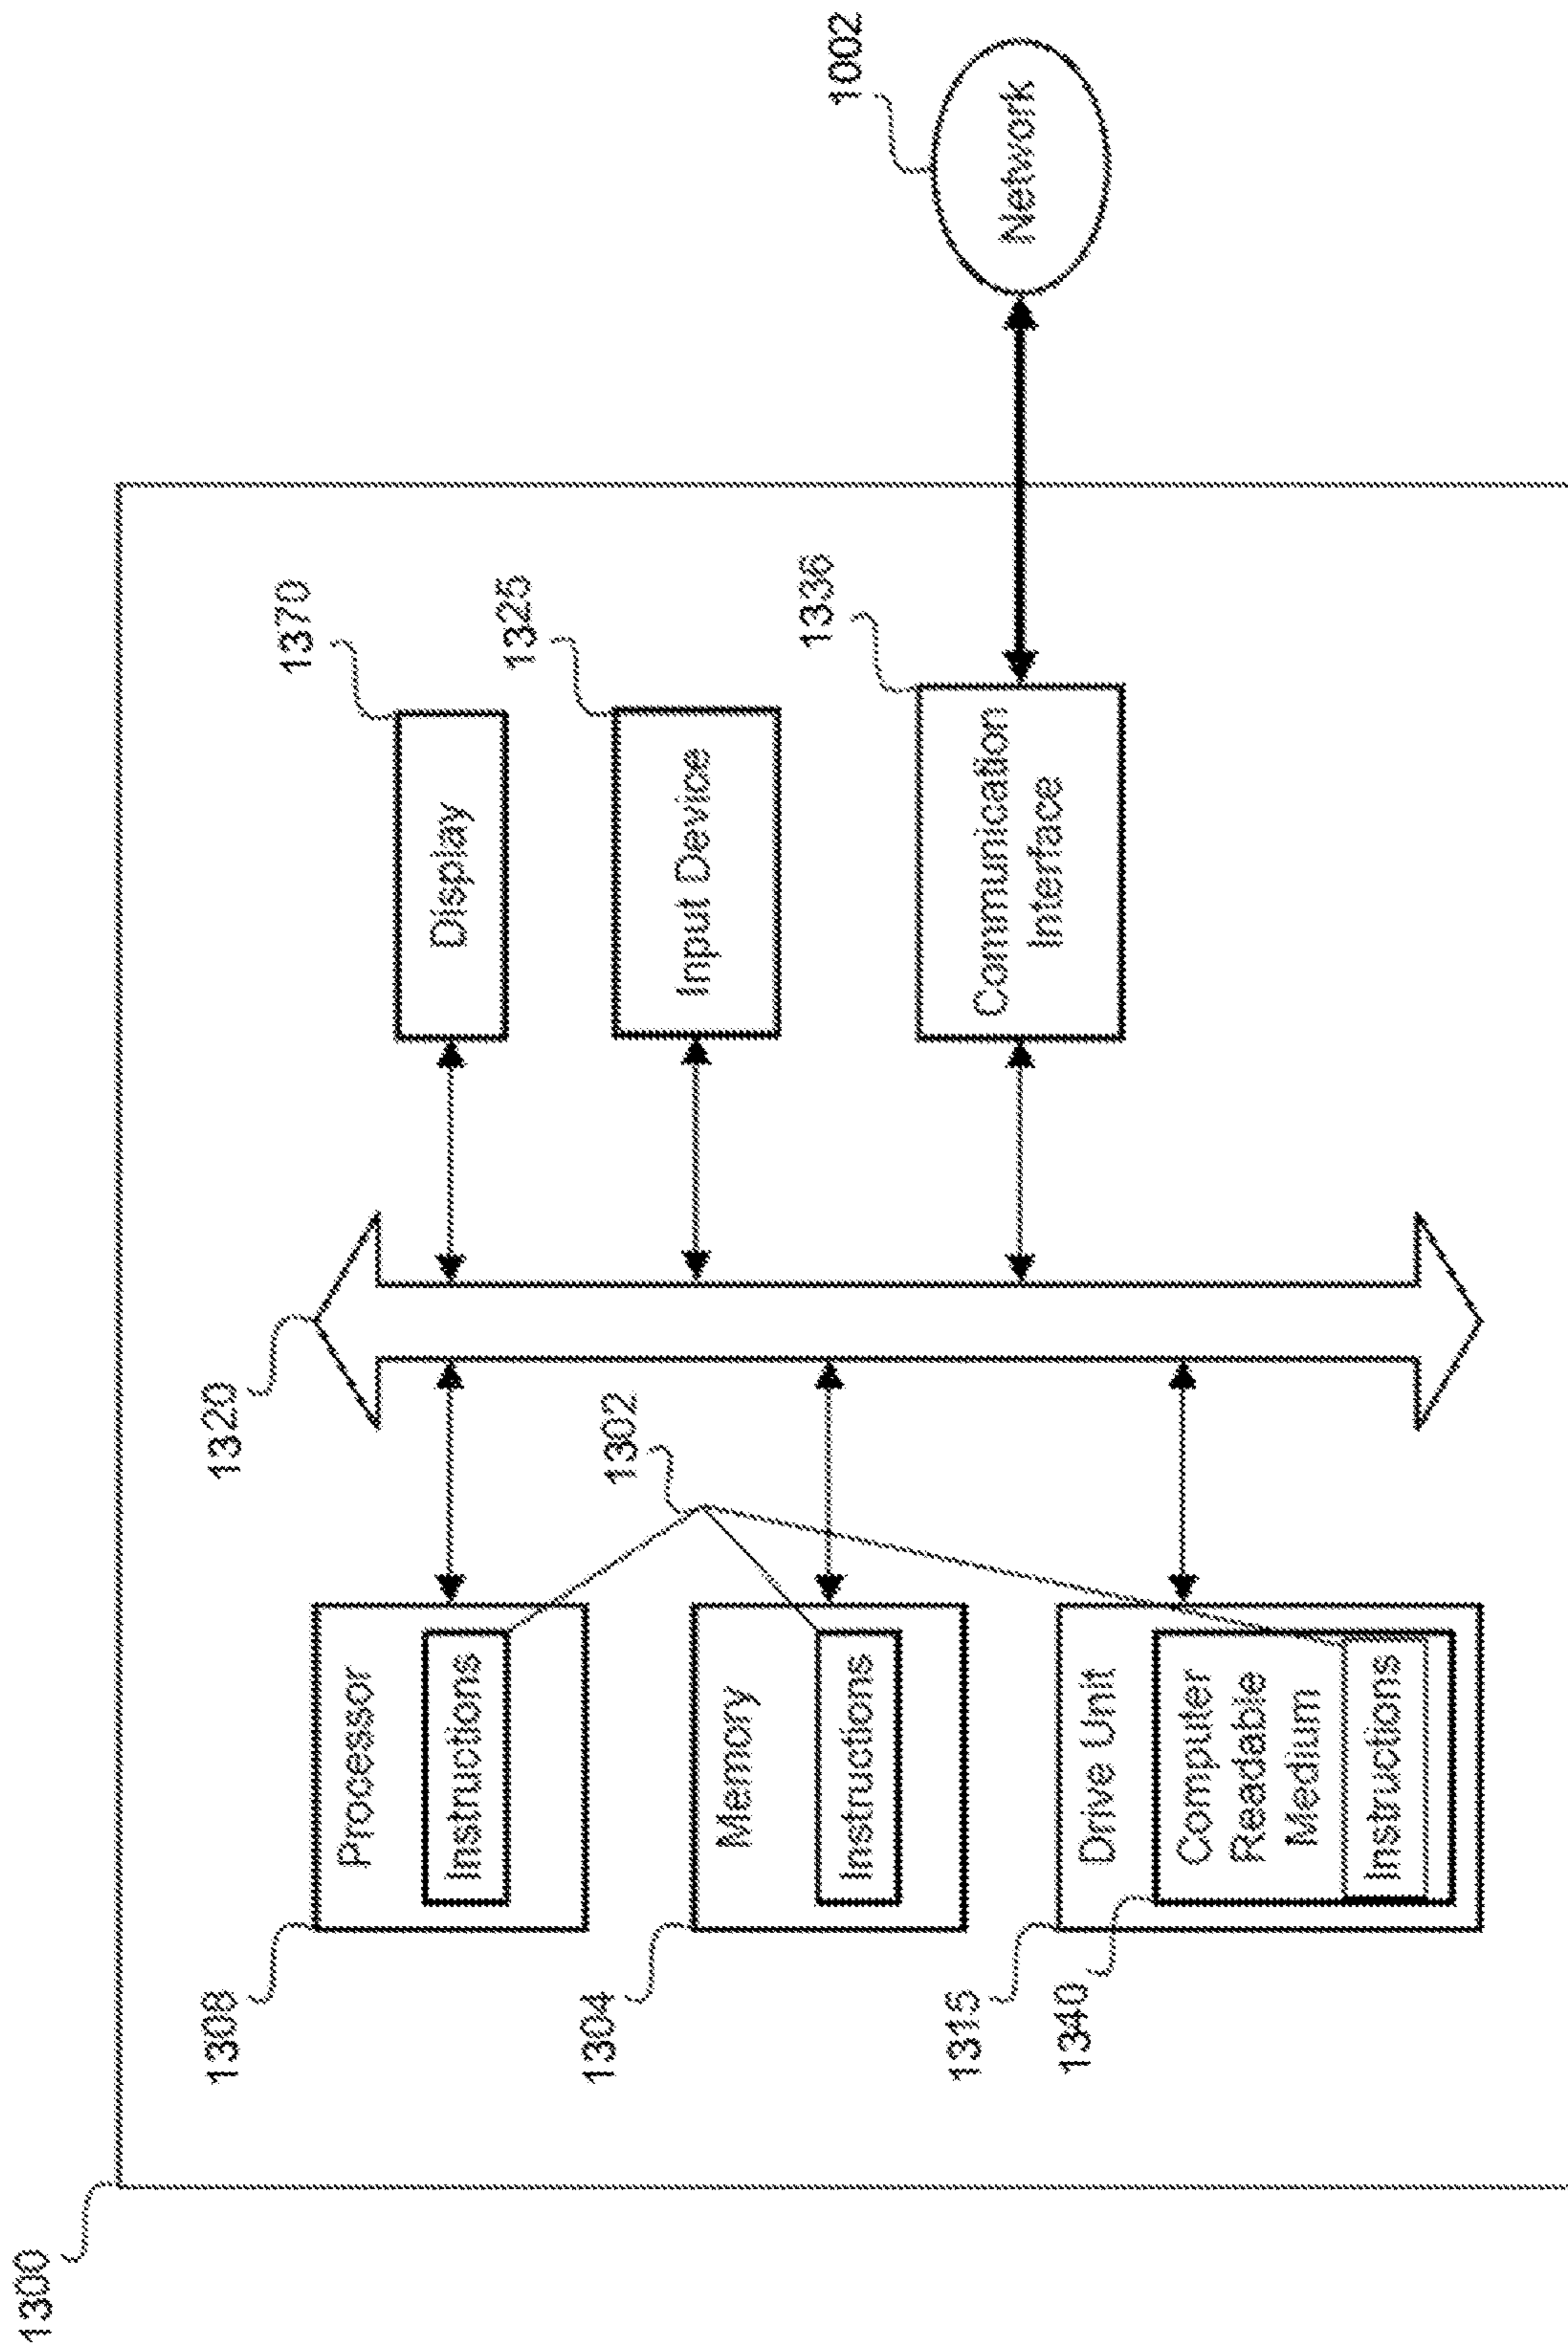 1300
1320
1370
1308
Processor
Instructions
Display
1302
1325
1304
Memory
Instructions
Input Device
1336
1002
Communication
Interface
Network
1315
Drive Unit
1340
Computer
Readable
Medium
Instructions